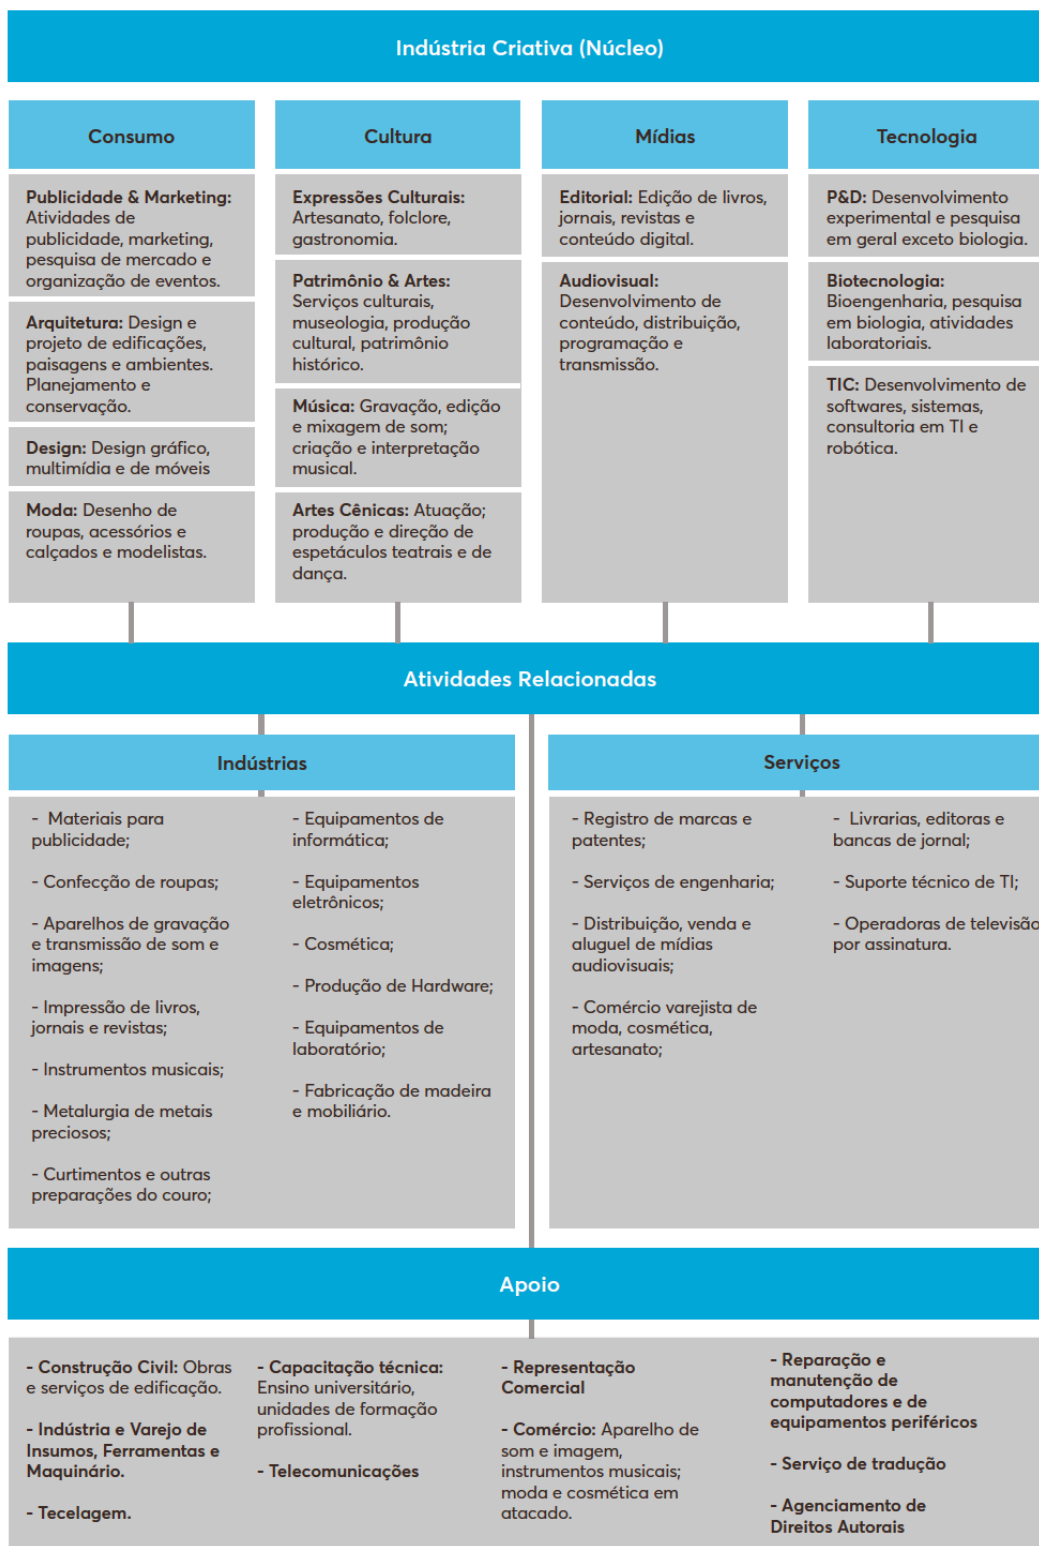 Indústria Criativa (Núcleo)
Consumo
Publicidade & Marketing:
Atividades de
publicidade, marketing,
pesquisa de mercado e
organização de eventos.
Arquitetura: Design e
projeto de edificações,
paisagens e ambientes.
Planejamento e
conservação.
Design: Design gráfico,
multimídia e de móveis
Moda: Desenho de
roupas, acessórios e
calçados e modelistas.
Cultura
Expressões Culturais:
Artesanato, folclore,
gastronomia.
Patrimônio & Artes:
Serviços culturais,
museologia, produção
cultural, patrimônio
histórico.
Música: Gravação, edição
e mixagem de som;
criação e interpretação
musical.
Artes Cênicas: Atuação;
produção e direção de
espetáculos teatrais e de
dança.
Mídias
Editorial: Edição de livros,
jornais, revistas e
conteúdo digital.
Audiovisual:
Desenvolvimento de
conteúdo, distribuição,
programação e
transmissão.
Tecnologia
P&D: Desenvolvimento
experimental e pesquisa
em geral exceto biologia.
Biotecnologia:
Bioengenharia, pesquisa
em biologia, atividades
laboratoriais.
TIC: Desenvolvimento de
softwares, sistemas,
consultoria em TI e
robótica.
Atividades Relacionadas
Indústrias
- Materiais para
publicidade;
- Confecção de roupas;
- Aparelhos de gravação
e transmissão de som e
imagens;
- Impressão de livros,
jornais e revistas;
- Instrumentos musicais;
- Metalurgia de metais
preciosos;
- Curtimentos e outras
preparações do couro;
- Equipamentos de
informática;
- Equipamentos
eletrônicos;
- Cosmética;
- Produção de Hardware;
- Equipamentos de
laboratório;
- Fabricação de madeira
e mobiliário.
Serviços
- Registro de marcas e
patentes;
- Serviços de engenharia;
- Distribuição, venda e
aluguel de mídias
audiovisuais;
- Comércio varejista de
moda, cosmética,
artesanato;
- Livrarias, editoras e
bancas de jornal;
- Suporte técnico de TI;
- Operadoras de televisão
por assinatura.
Apoio
- Construção Civil: Obras
e serviços de edificação.
- Indústria e Varejo de
Insumos, Ferramentas e
Maquinário.
- Tecelagem.
- Capacitação técnica:
Ensino universitário,
unidades de formação
profissional.
- Telecomunicações
- Representação
Comercial
- Comércio: Aparelho de
som e imagem,
instrumentos musicais;
moda e cosmética em
atacado.
- Reparação e
manutenção de
computadores e de
equipamentos periféricos
- Serviço de tradução
- Agenciamento de
Direitos Autorais